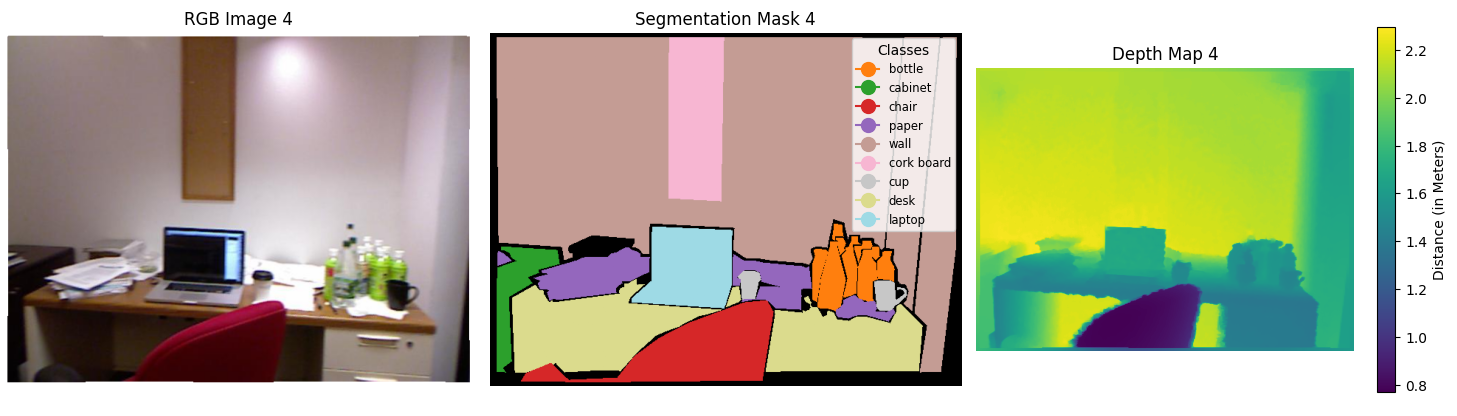 RGB Image 4
Segmentation Mask 4
Classes
bottle
cabinet
chair
paper
wall
cork board
cup
desk
laptop
Depth Map 4
2.2
2.0
1.8
1.6
1.4
1.2
1.0
0.8
Distance (in Meters)